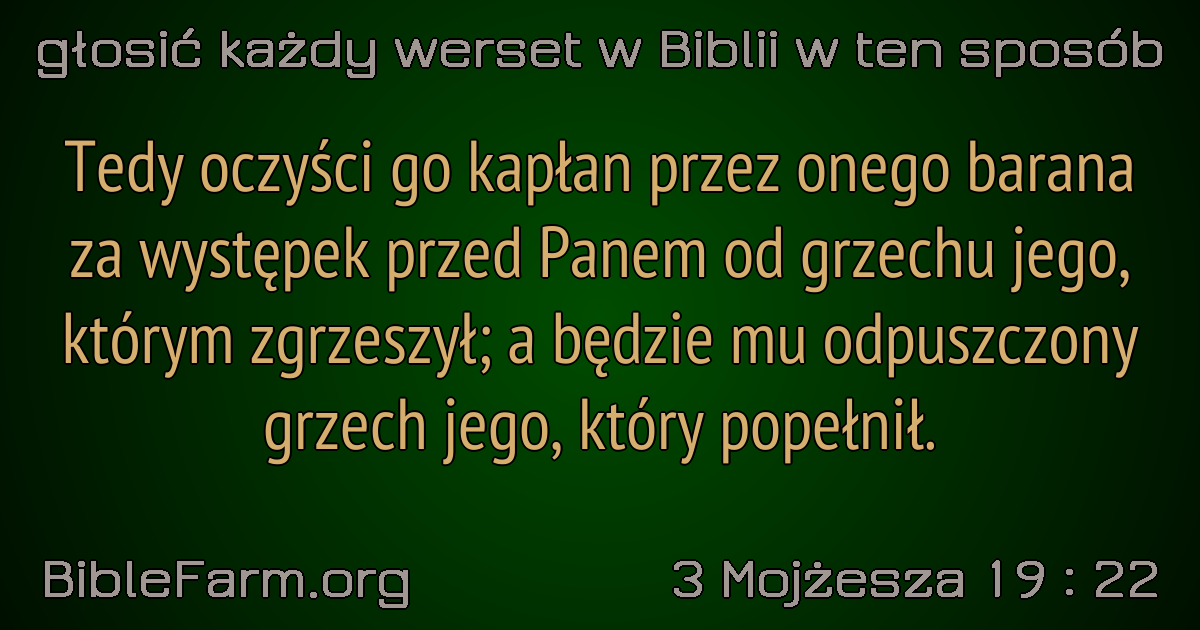 głosić każdy werset w Biblii w ten sposób
Tedy oczyści go kapłan przez onego barana
za występek przed Panem od grzechu jego,
którym zgrzeszył; a będzie mu odpuszczony
grzech jego, który popełnił.
BibleFarm.org
3 Mojżesza 19 : 22